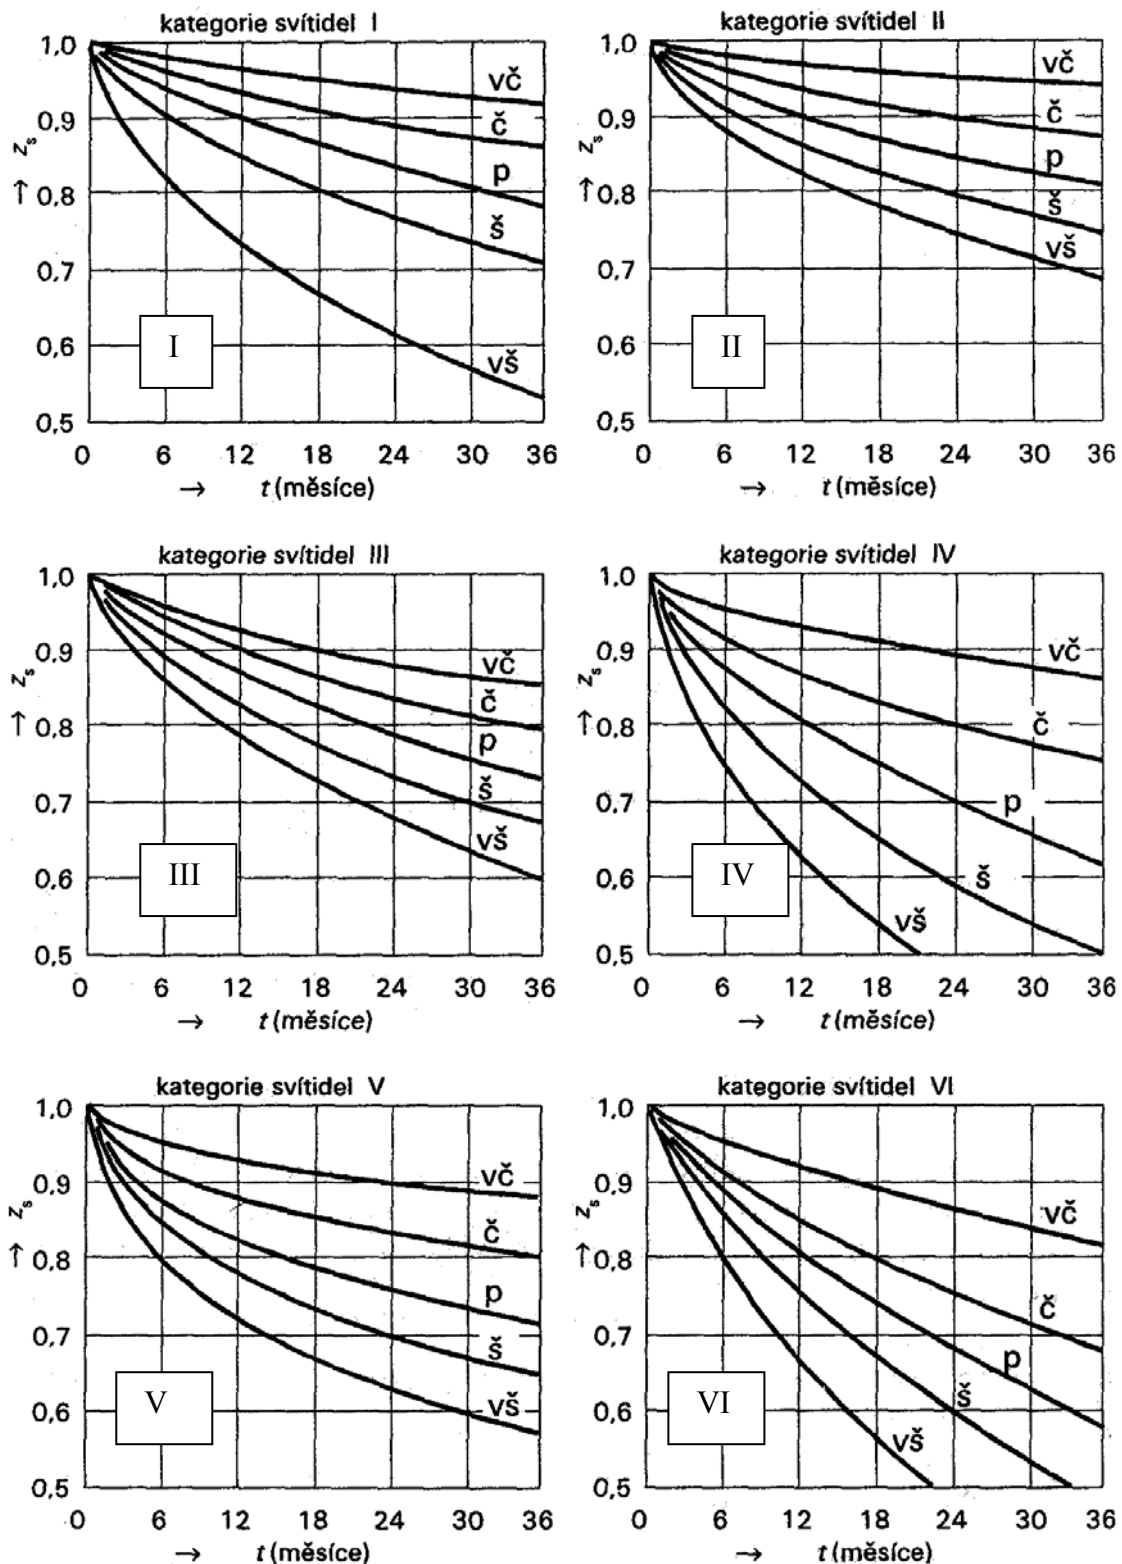 kategorie svítidel I
1,0
0,9
0,8
0,7
0,6
0,5
→ zs
vč
č
p
š
vš
I
0 6 12 18 24 30 36
→ t (měsíce)
kategorie svítidel II
1,0
0,9
0,8
0,7
0,6
0,5
→ zs
vč
č
p
š
vš
II
0 6 12 18 24 30 36
→ t (měsíce)
kategorie svítidel III
1,0
0,9
0,8
0,7
0,6
0,5
→ zs
vč
č
p
š
vš
III
0 6 12 18 24 30 36
→ t (měsíce)
kategorie svítidel IV
1,0
0,9
0,8
0,7
0,6
0,5
→ zs
vč
č
p
š
vš
IV
0 6 12 18 24 30 36
→ t (měsíce)
kategorie svítidel V
1,0
0,9
0,8
0,7
0,6
0,5
→ zs
vč
č
p
š
vš
V
0 6 12 18 24 30 36
→ t (měsíce)
kategorie svítidel VI
1,0
0,9
0,8
0,7
0,6
0,5
→ zs
vč
č
p
š
vš
VI
0 6 12 18 24 30 36
→ t (měsíce)